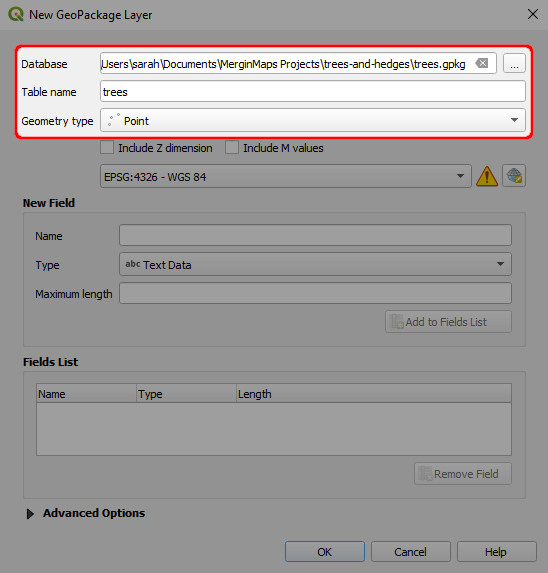 New GeoPackage Layer
Database Users\sarah\Documents\MerginMaps Projects\trees-and-hedges\trees.gpkg ...
Table name trees
Geometry type Point
Include Z dimension Include M values
EPSG:4326 - WGS 84
New Field
Name
Type abc Text Data
Maximum length
Add to Fields List
Fields List
Name Type Length
Remove Field
Advanced Options
OK Cancel Help